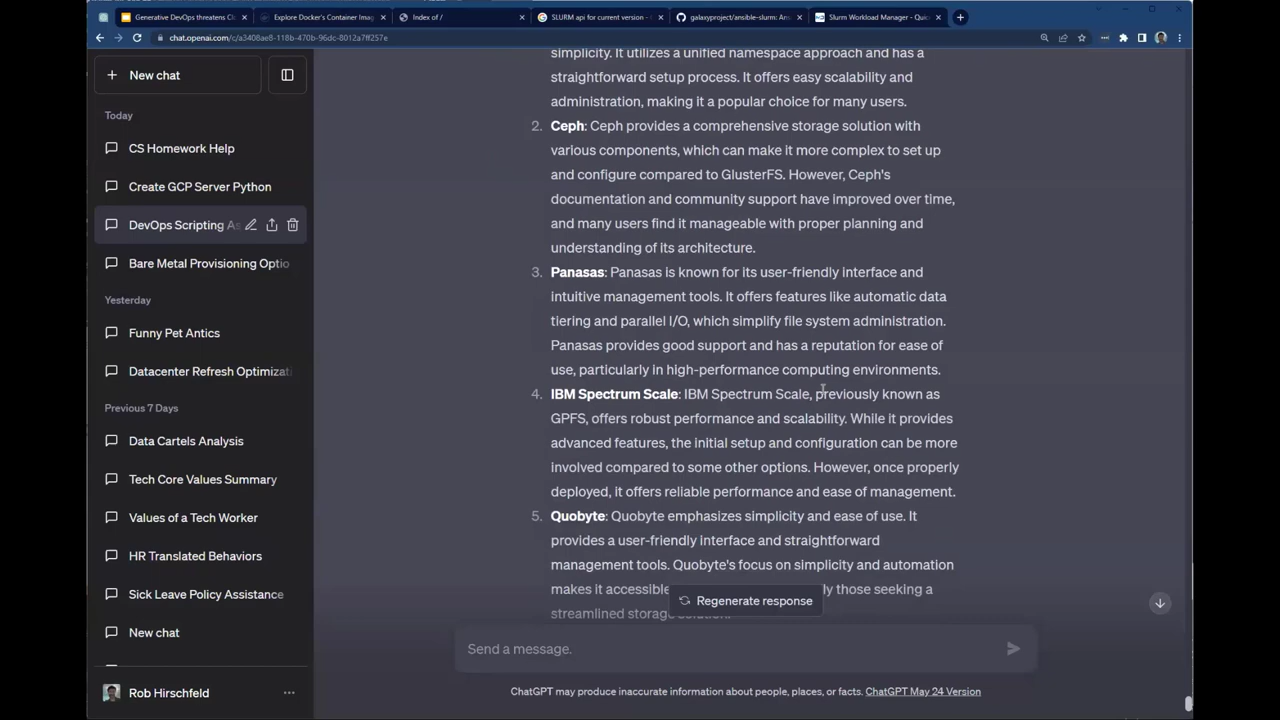 Generative DevOps threatens Cl
Explore Docker's Container Imag
Index of /
SLURM api for current version - G
galaxyproject/ansible-slurm: Ans
Slurm Workload Manager - Quic
chat.openai.com/c/a3408ae8-118b-470b-96dc-8012a7ff257e
New chat
Today
CS Homework Help
Create GCP Server Python
DevOps Scripting As
Bare Metal Provisioning Optio
Yesterday
Funny Pet Antics
Datacenter Refresh Optimizati
Previous 7 Days
Data Cartels Analysis
Tech Core Values Summary
Values of a Tech Worker
HR Translated Behaviors
Sick Leave Policy Assistance
New chat
Rob Hirschfeld
simplicity. It utilizes a unified namespace approach and has a
straightforward setup process. It offers easy scalability and
administration, making it a popular choice for many users.
2. Ceph: Ceph provides a comprehensive storage solution with
various components, which can make it more complex to set up
and configure compared to GlusterFS. However, Ceph's
documentation and community support have improved over time,
and many users find it manageable with proper planning and
understanding of its architecture.
3. Panasas: Panasas is known for its user-friendly interface and
intuitive management tools. It offers features like automatic data
tiering and parallel I/O, which simplify file system administration.
Panasas provides good support and has a reputation for ease of
use, particularly in high-performance computing environments.
4. IBM Spectrum Scale: IBM Spectrum Scale, previously known as
GPFS, offers robust performance and scalability. While it provides
advanced features, the initial setup and configuration can be more
involved compared to some other options. However, once properly
deployed, it offers reliable performance and ease of management.
5. Quobyte: Quobyte emphasizes simplicity and ease of use. It
provides a user-friendly interface and straightforward
management tools. Quobyte's focus on simplicity and automation
makes it accessible ly those seeking a
streamlined storage solution.
Regenerate response
Send a message.
ChatGPT may produce inaccurate information about people, places, or facts. ChatGPT May 24 Version